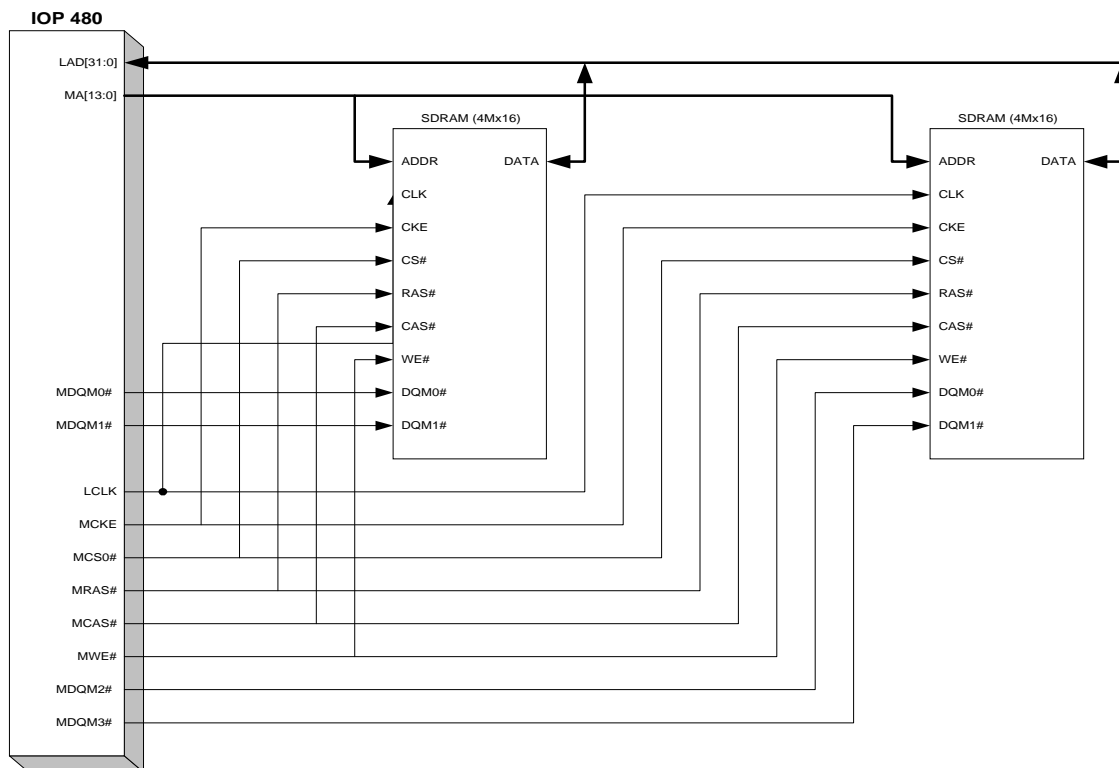 IOP 480
LAD[31:0]
MA[13:0]
SDRAM (4Mx16)
SDRAM (4Mx16)
ADDR
DATA
ADDR
DATA
CLK
CLK
CKE
CKE
CS#
CS#
RAS#
RAS#
CAS#
CAS#
WE#
WE#
MDQM0#
DQM0#
DQM0#
MDQM1#
DQM1#
DQM1#
LCLK
MCKE
MCS0#
MRAS#
MCAS#
MWE#
MDQM2#
MDQM3#